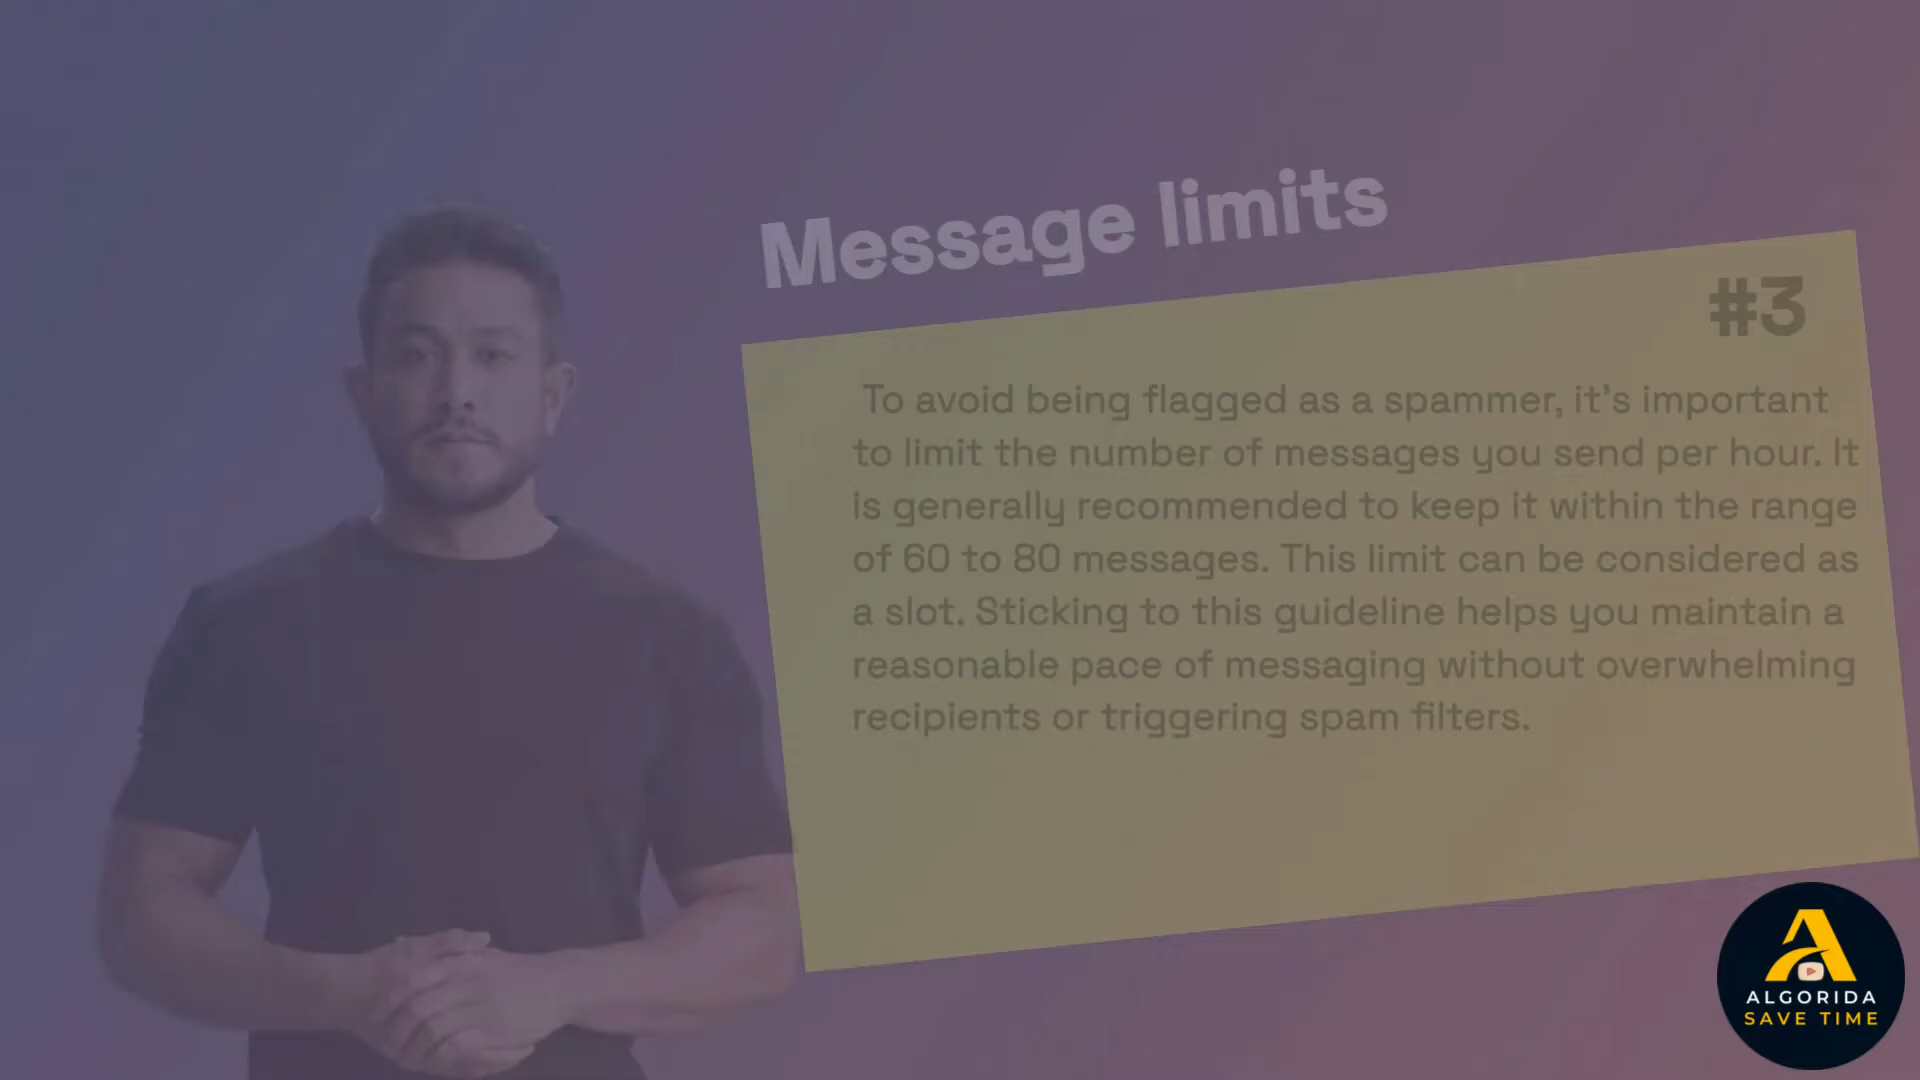 Message limits
#3
To avoid being flagged as a spammer, it's important
to limit the number of messages you send per hour. It
is generally recommended to keep it within the range
of 60 to 80 messages. This limit can be considered as
a slot. Sticking to this guideline helps you maintain a
reasonable pace of messaging without overwhelming
recipients or triggering spam filters.
ALGORIDA
SAVE TIME